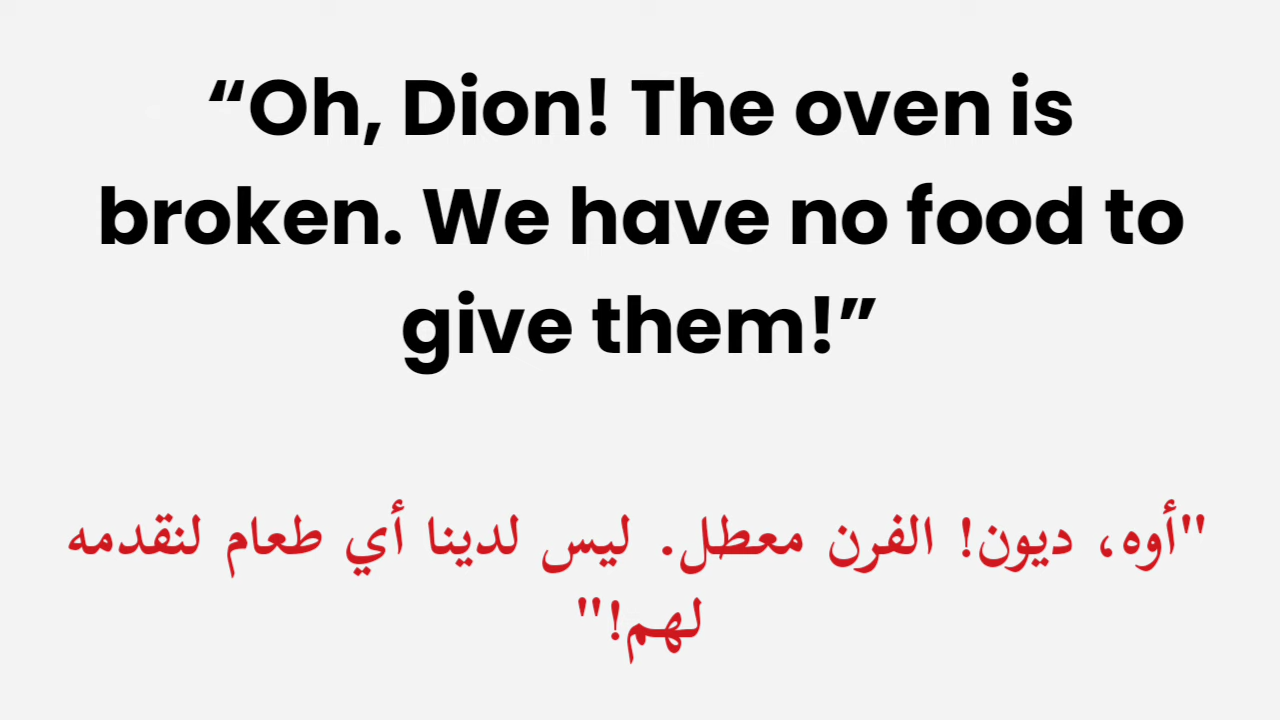 “Oh, Dion! The oven is
broken. We have no food to
give them!”
"أوه، ديون! الفرن معطل. ليس لدينا أي طعام لنقدمه
لهم!"